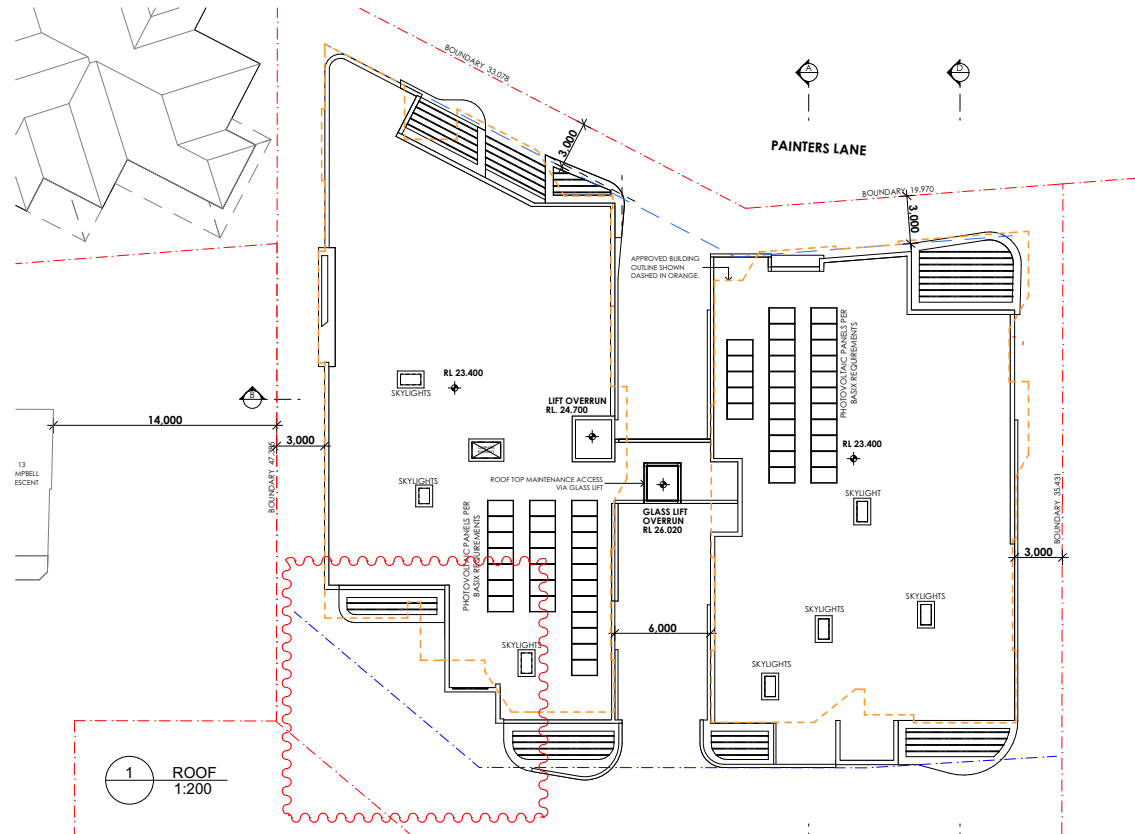 BOUNDARY 33.078
A
D
3,000
PAINTERS LANE
BOUNDARY 19.970
3,000
APPROVED BUILDING
OUTLINE SHOWN
DASHED IN ORANGE.
PHOTOVOLTAIC PANELS PER
BASIX REQUIREMENTS
RL 23.400
SKYLIGHTS
B
LIFT OVERRUN
RL. 24.700
14,000
3,000
RL 23.400
13
MPBELL
ESCENT
BOUNDARY 47.385
SKYLIGHTS
ROOF TOP MAINTENANCE ACCESS
VIA GLASS LIFT
SKYLIGHT
GLASS LIFT
OVERRUN
RL 26.020
BOUNDARY 35.431
PHOTOVOLTAIC PANELS PER
BASIX REQUIREMENTS
3,000
SKYLIGHTS
SKYLIGHTS
6,000
SKYLIGHTS
SKYLIGHTS
1
ROOF
1:200